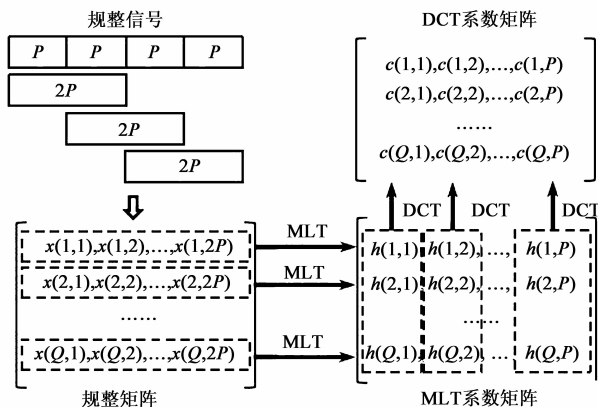 规整信号
P P P P
2P
2P
2P
DCT系数矩阵
c(1,1),c(1,2),...,c(1,P)
c(2,1),c(2,2),...,c(2,P)
......
c(Q,1),c(Q,2),...,c(Q,P)
DCT DCT DCT
x(1,1),x(1,2),...,x(1,2P)
x(2,1),x(2,2),...,x(2,2P)
......
x(Q,1),x(Q,2),...,x(Q,2P)
规整矩阵
MLT
MLT
MLT
h(1,1) h(1,2), ..., h(1,P)
h(2,1) h(2,2), ..., h(2,P)
......
h(Q,1), h(Q,2), ... h(Q,P)
MLT系数矩阵